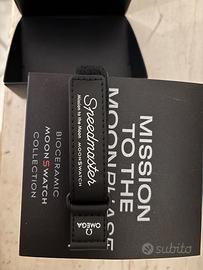 Speedmaster
Mission to the Moon MOONSWATCH
Ω
OMEGA
MISSION
TO THE
MOONPHASE
BIOCERAMIC
MOONSWATCH
COLLECTION
subito